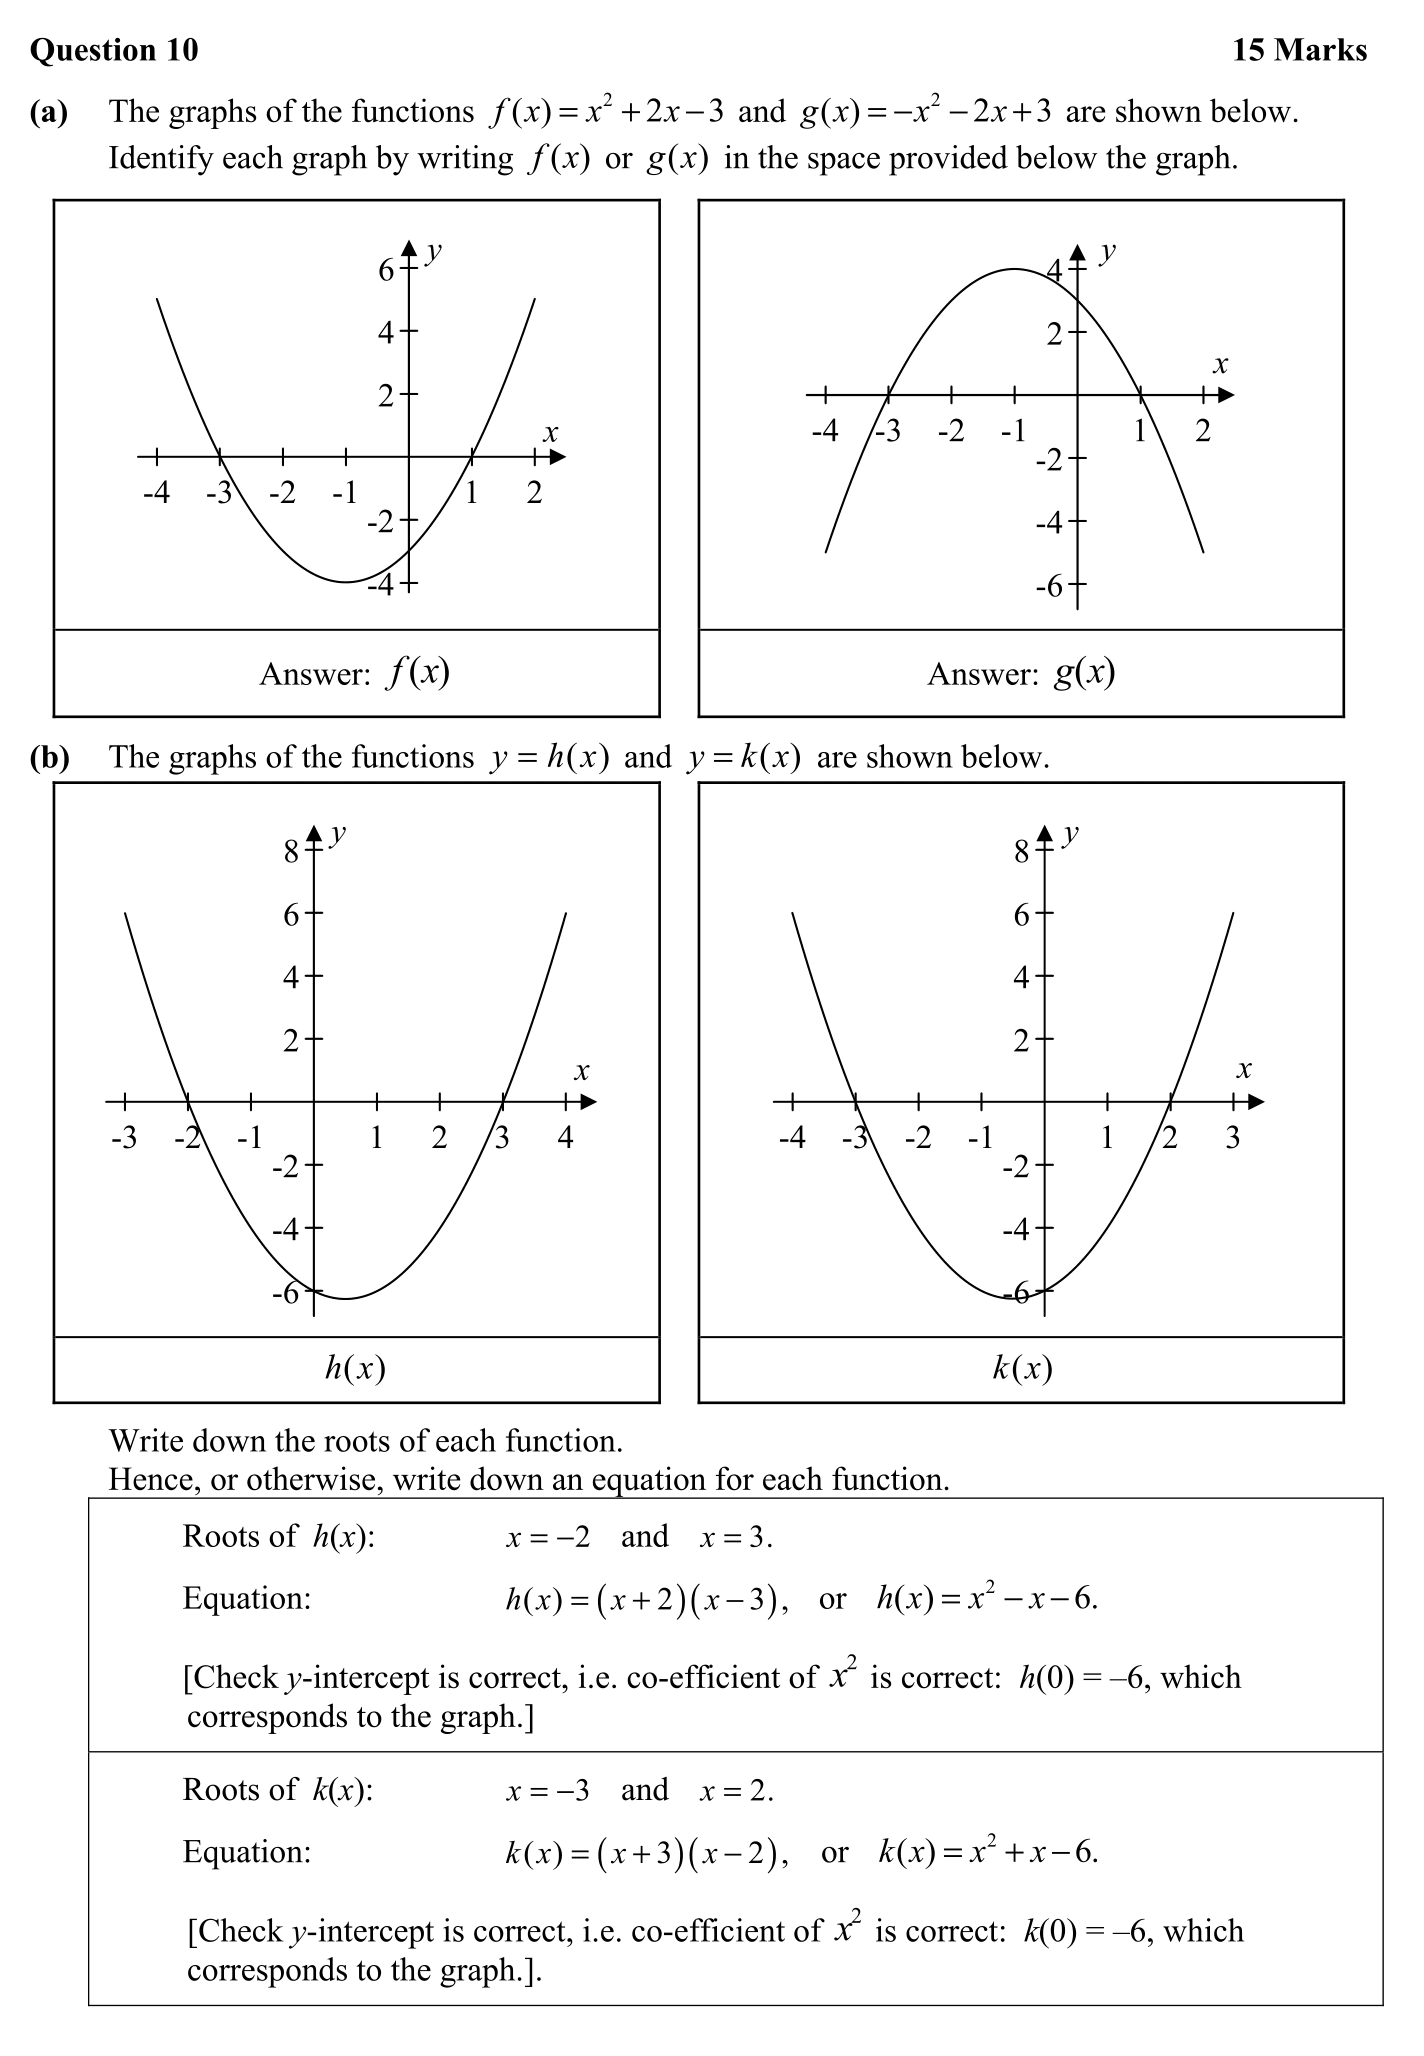 Question 10 15 Marks
(a) The graphs of the functions f(x) = x² + 2x − 3 and g(x) = −x² − 2x + 3 are shown below.
Identify each graph by writing f(x) or g(x) in the space provided below the graph.
y
6
4
2
x
-4 -3 -2 -1 1 2
-2
-4
Answer: f(x)
y
4
2
x
-4 -3 -2 -1 1 2
-2
-4
-6
Answer: g(x)
(b) The graphs of the functions y = h(x) and y = k(x) are shown below.
y
8
6
4
2
x
-3 -2 -1 1 2 3 4
-2
-4
-6
h(x)
y
8
6
4
2
x
-4 -3 -2 -1 1 2 3
-2
-4
-6
k(x)
Write down the roots of each function.
Hence, or otherwise, write down an equation for each function.
Roots of h(x): x = −2 and x = 3.
Equation: h(x) = (x + 2)(x − 3), or h(x) = x² − x − 6.
[Check y-intercept is correct, i.e. co-efficient of x² is correct: h(0) = –6, which
corresponds to the graph.]
Roots of k(x): x = −3 and x = 2.
Equation: k(x) = (x + 3)(x − 2), or k(x) = x² + x − 6.
[Check y-intercept is correct, i.e. co-efficient of x² is correct: k(0) = –6, which
corresponds to the graph.].